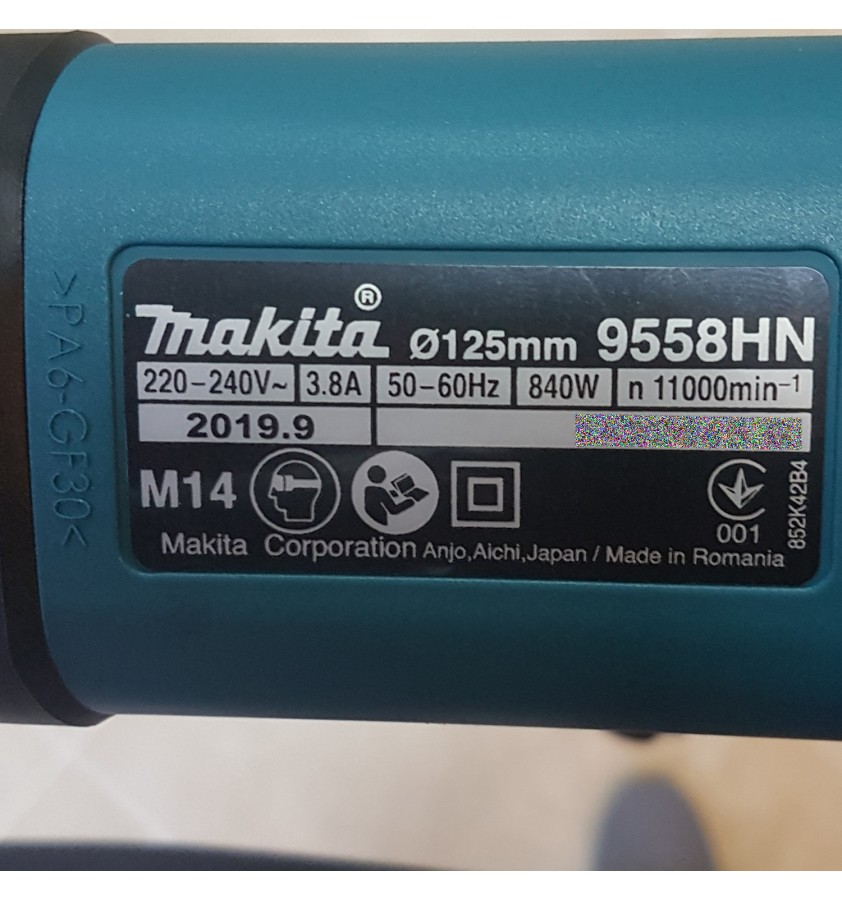 makita® Ø125mm 9558HN
220-240V~ 3.8A 50-60Hz 840W n 11000min⁻¹
2019.9
M14
001
852K42B4
Makita Corporation Anjo,Aichi,Japan / Made in Romania
>PA6-GF30<